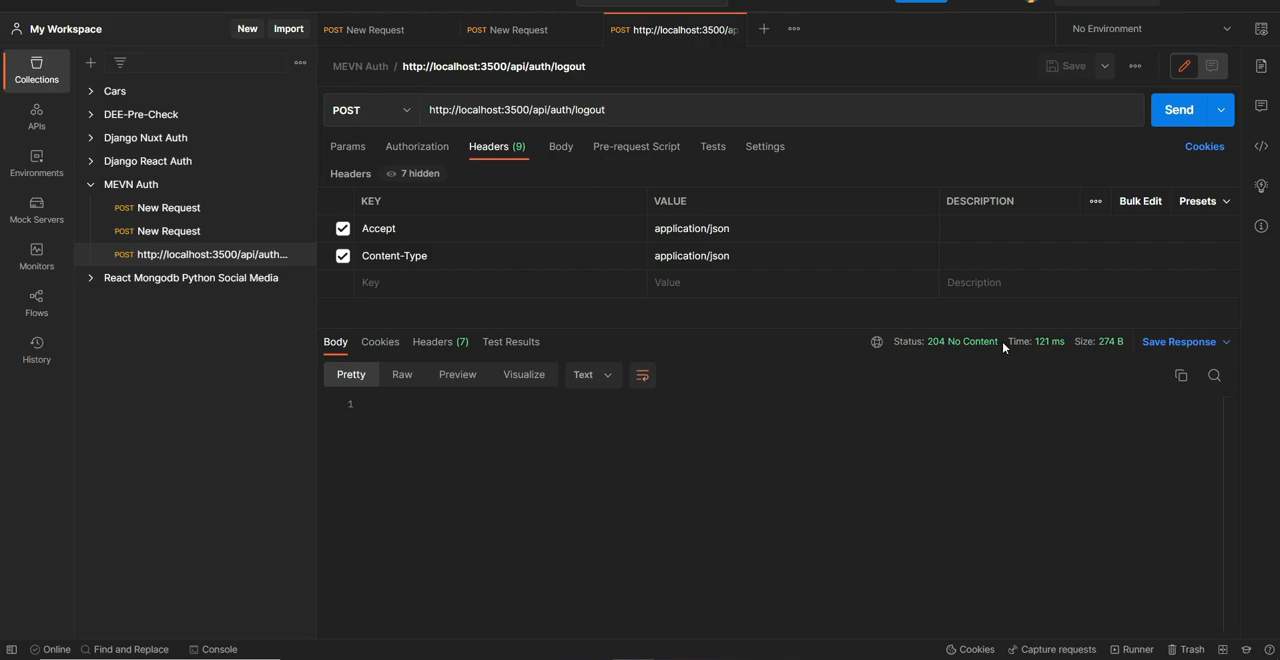 My Workspace
New
Import
POST New Request
POST New Request
POST http://localhost:3500/ap
No Environment
Collections
APIs
Environments
Mock Servers
Monitors
Flows
History
Cars
DEE-Pre-Check
Django Nuxt Auth
Django React Auth
MEVN Auth
POST New Request
POST New Request
POST http://localhost:3500/api/auth...
React Mongodb Python Social Media
MEVN Auth / http://localhost:3500/api/auth/logout
Save
POST
http://localhost:3500/api/auth/logout
Send
Params
Authorization
Headers (9)
Body
Pre-request Script
Tests
Settings
Cookies
Headers
7 hidden
KEY
VALUE
DESCRIPTION
Bulk Edit
Presets
Accept
application/json
Content-Type
application/json
Key
Value
Description
Body
Cookies
Headers (7)
Test Results
Status: 204 No Content
Time: 121 ms
Size: 274 B
Save Response
Pretty
Raw
Preview
Visualize
Text
1
Online
Find and Replace
Console
Cookies
Capture requests
Runner
Trash